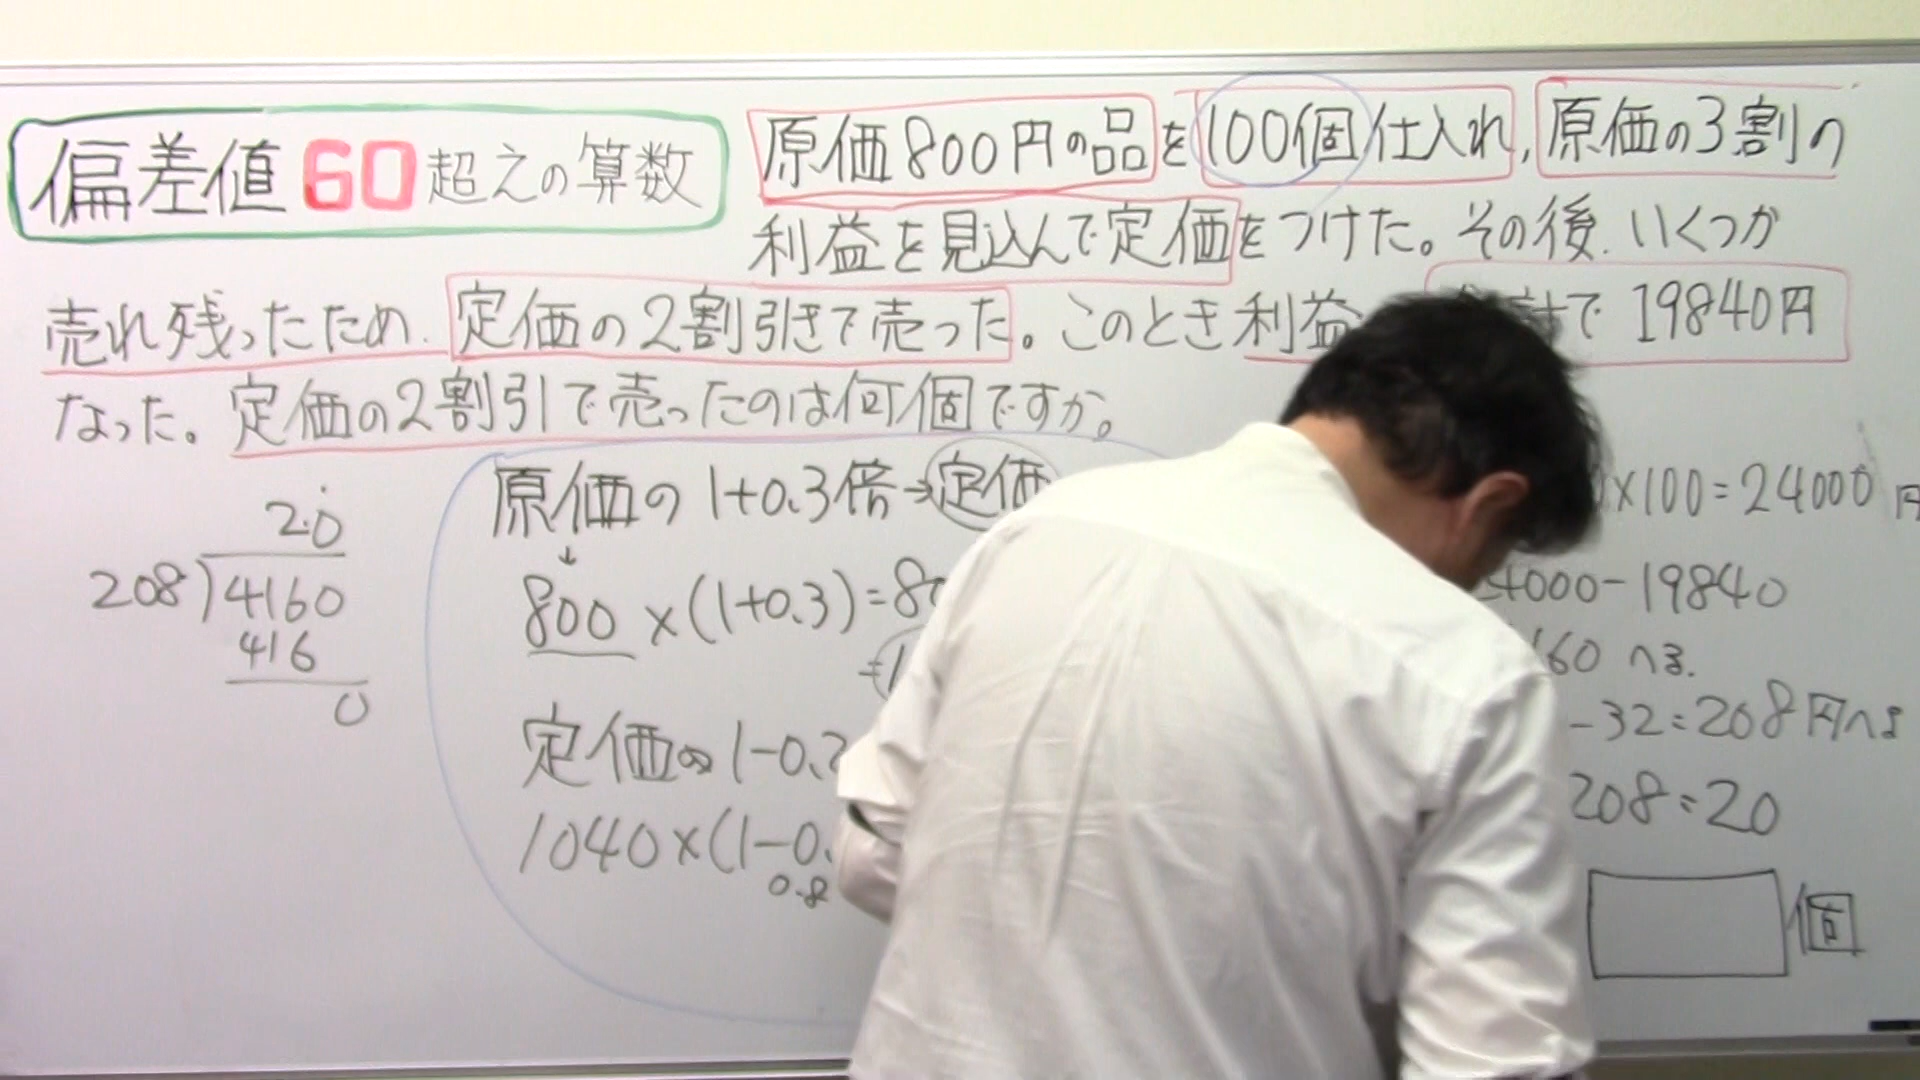 偏差値60超えの算数
原価800円の品を100個仕入れ,原価の3割の
利益を見込んで定価をつけた。その後,いくつか
売れ残ったため,定価の2割引きで売った。このとき利益 で19840円
なった。定価の2割引で売ったのは何個ですか。
2.0
208)4160
416
0
原価の1+0.3倍→定価
↓
800×(1+0.3)=80
定価の1-0.2
1040×(1-0.
0.8
×100=24000円
4000-19840
160へる.
-32=208円へる
208=20
個